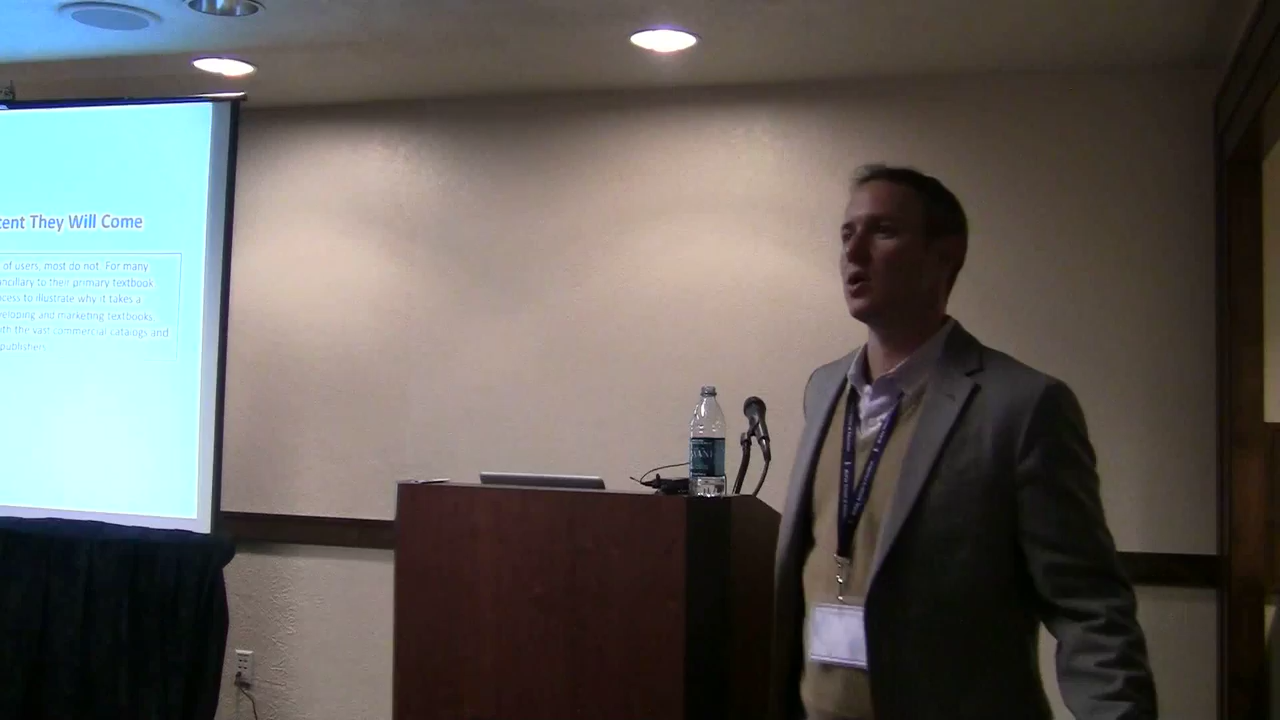 tent They Will Come
of users, most do not. For many
ncillary to their primary textbook
ocess to illustrate why it takes a
veloping and marketing textbooks,
ith the vast commercial catalogs and
publishers